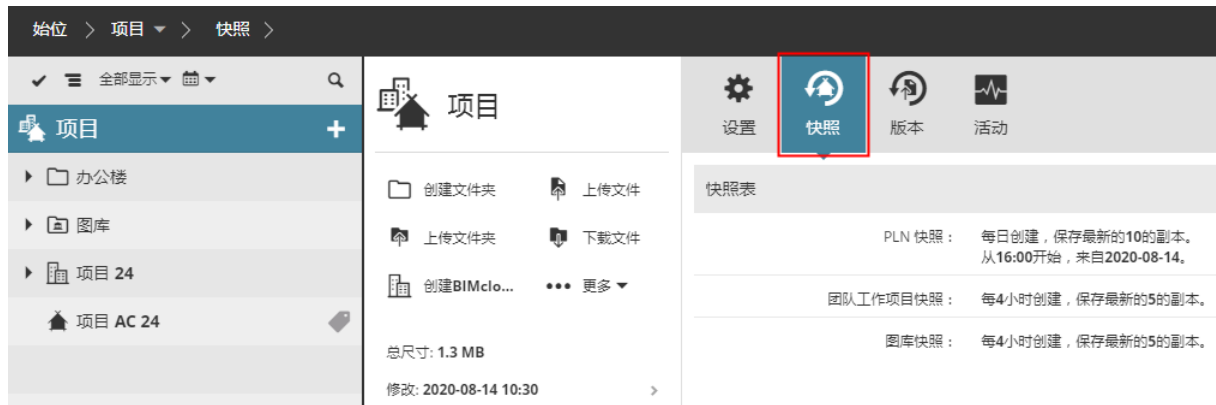 始位 > 项目 > 快照 >
全部显示
项目 +
办公楼
图库
项目 24
项目 AC 24
项目
创建文件夹 上传文件
上传文件夹 下载文件
创建BIMclo... 更多
总尺寸: 1.3 MB
修改: 2020-08-14 10:30 >
设置 快照 版本 活动
快照表
PLN 快照： 每日创建，保存最新的10的副本。
从16:00开始，来自2020-08-14。
团队工作项目快照： 每4小时创建，保存最新的5的副本。
图库快照： 每4小时创建，保存最新的5的副本。